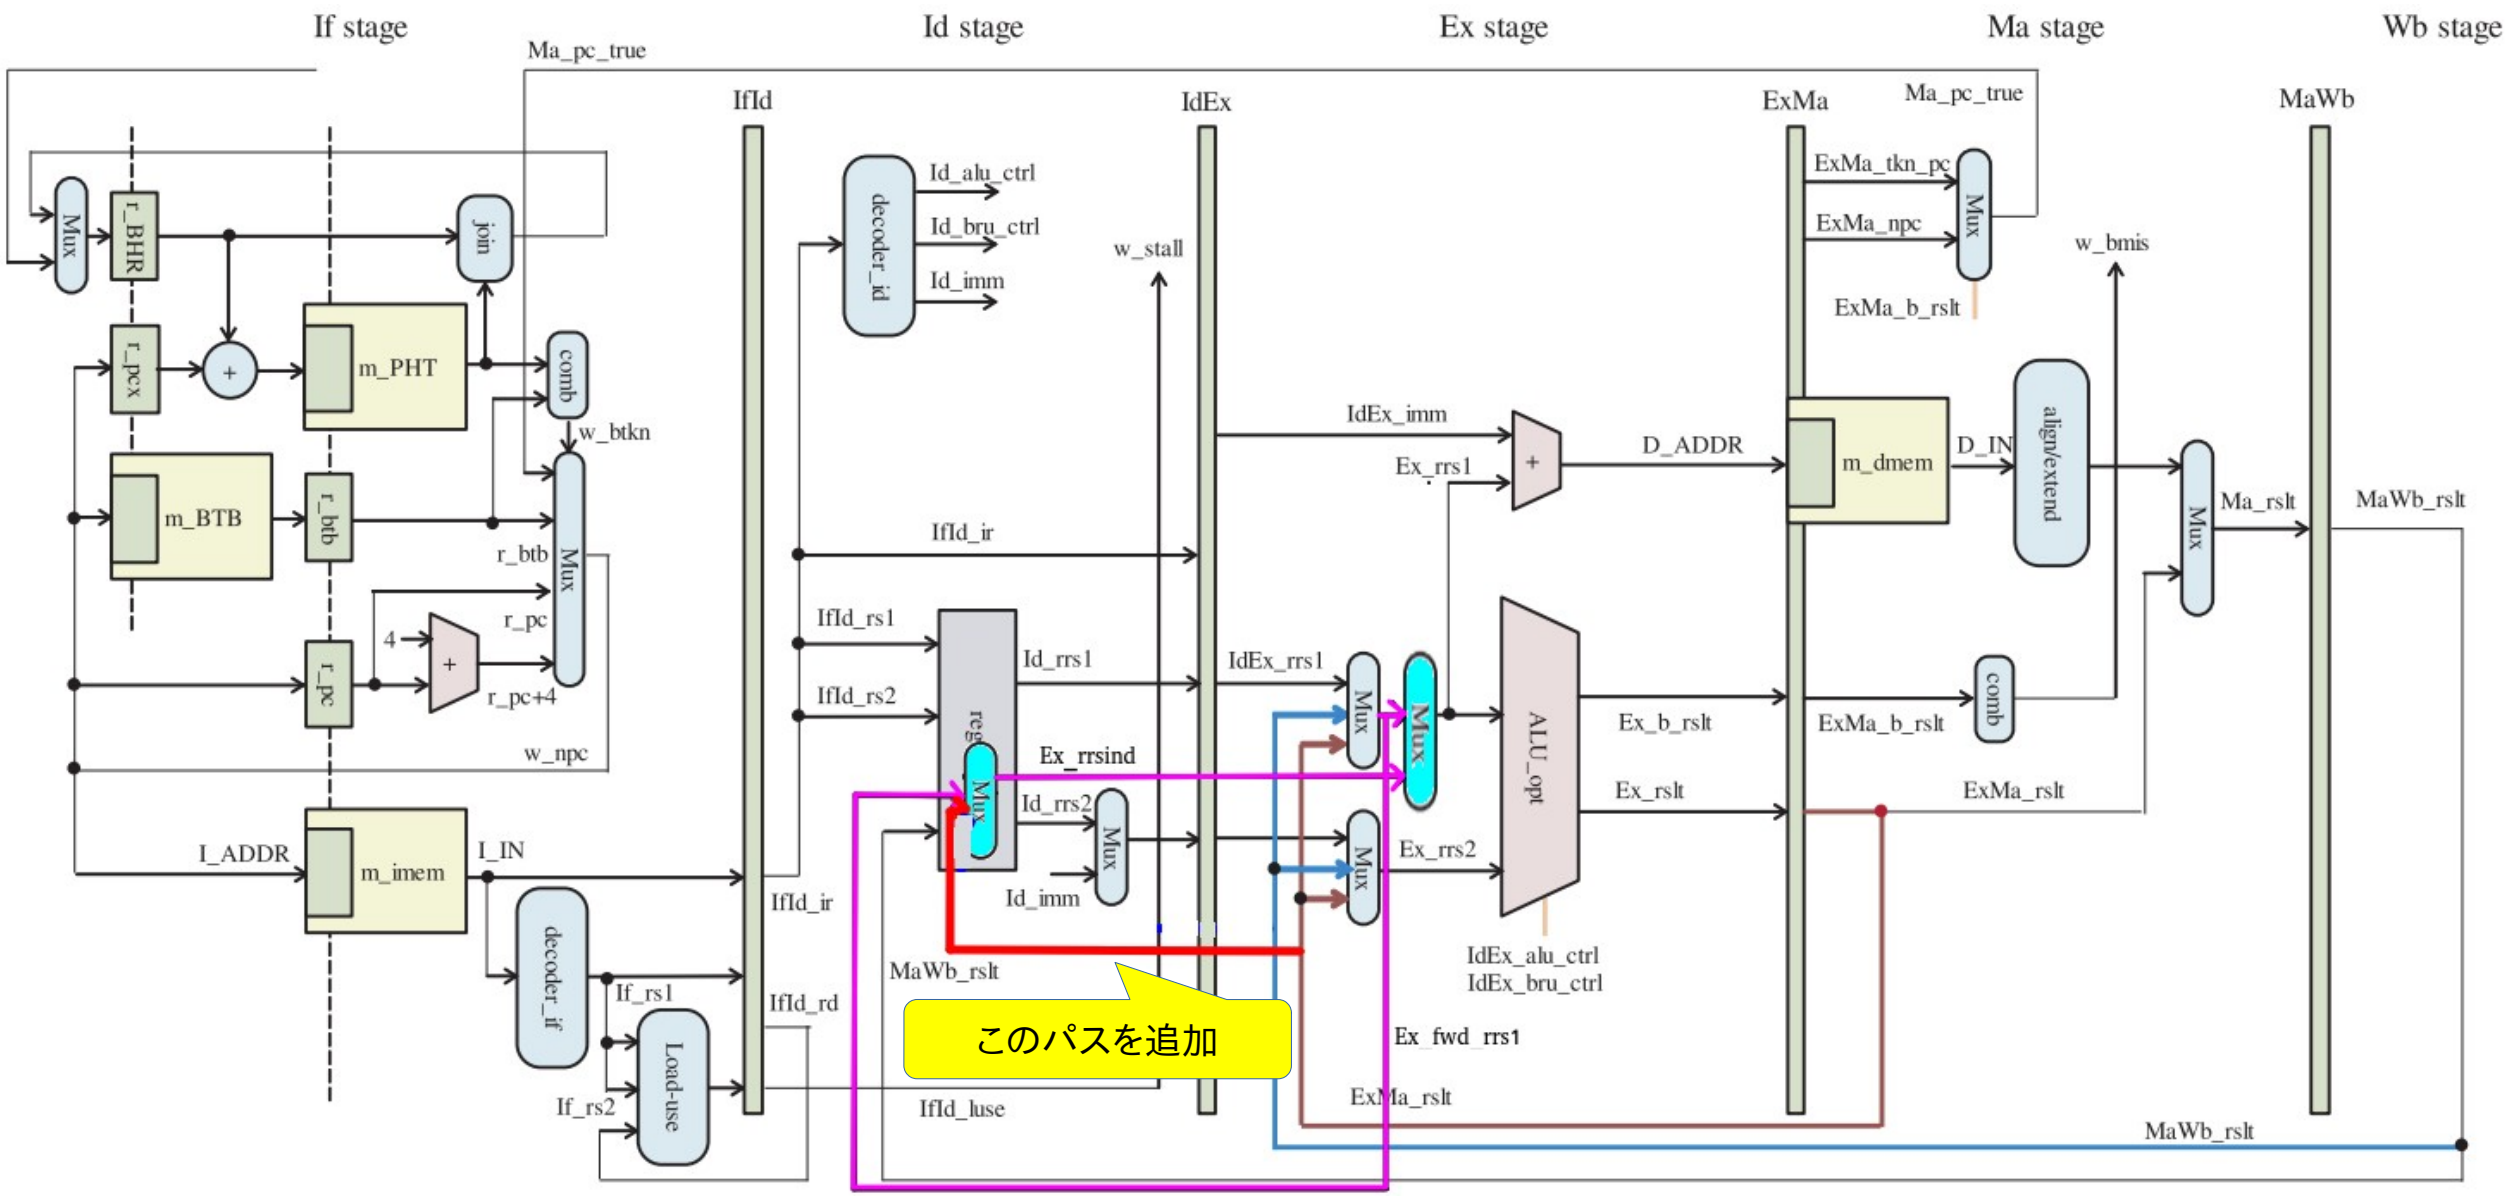 If stage
Id stage
Ex stage
Ma stage
Wb stage
Ma_pc_true
IfId
IdEx
ExMa
Ma_pc_true
MaWb
Mux
r_BHR
join
decoder_id
Id_alu_ctrl
Id_bru_ctrl
Id_imm
w_stall
ExMa_tkn_pc
ExMa_npc
Mux
w_bmis
ExMa_b_rslt
r_pcx
+
m_PHT
comb
w_btkn
m_BTB
r_btb
r_btb
Mux
4
+
r_pc
r_pc
r_pc+4
w_npc
IfId_ir
IfId_rs1
IfId_rs2
reg
Mux
Id_rrs1
Ex_rrsind
Id_rrs2
Mux
Id_imm
IdEx_imm
Ex_rrs1
+
D_ADDR
m_dmem
D_IN
align/extend
Mux
Ma_rslt
MaWb_rslt
IdEx_rrs1
Mux
Mux
Mux
Ex_rrs2
ALU_opt
Ex_b_rslt
Ex_rslt
ExMa_b_rslt
comb
ExMa_rslt
I_ADDR
m_imem
I_IN
IfId_ir
decoder_if
If_rs1
If_rs2
Load-use
IfId_rd
IfId_luse
MaWb_rslt
このパスを追加
IdEx_alu_ctrl
IdEx_bru_ctrl
Ex_fwd_rrs1
ExMa_rslt
MaWb_rslt